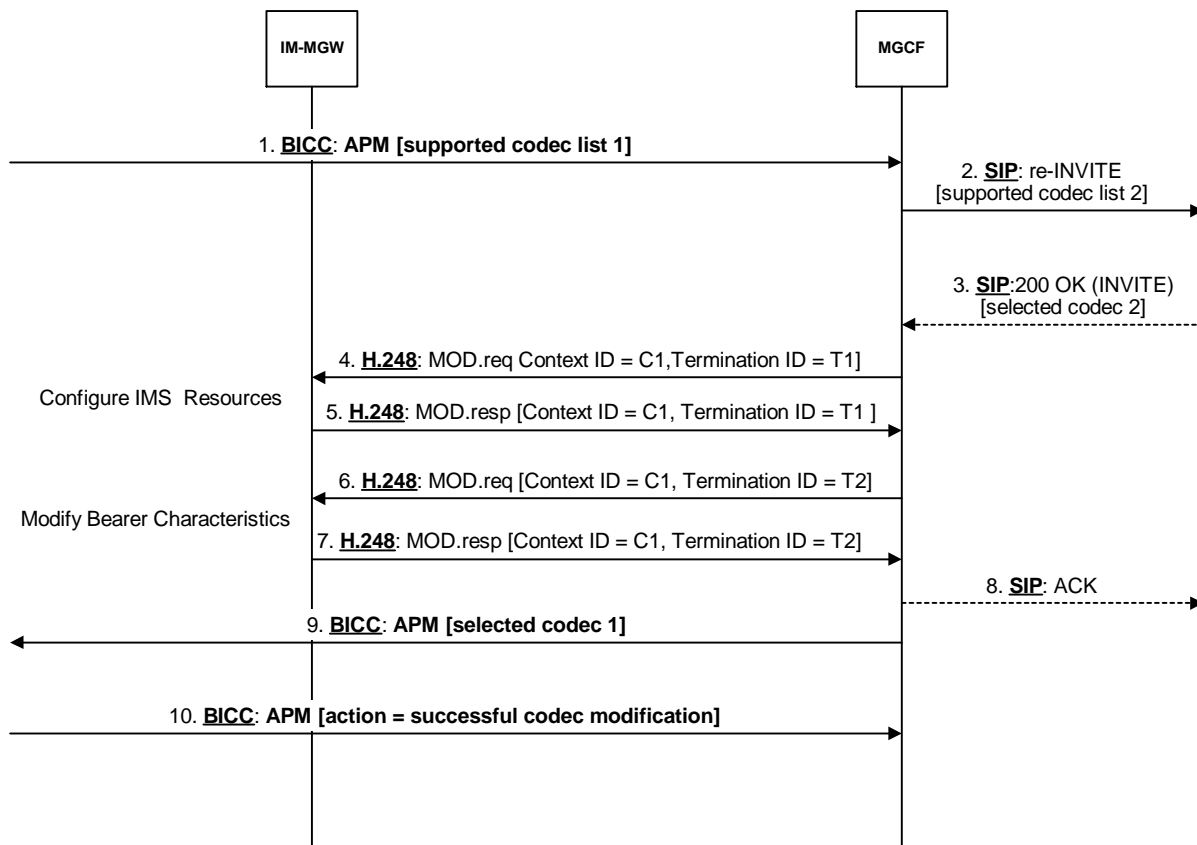 IM-MGW
MGCF
1. BICC: APM [supported codec list 1]
2. SIP: re-INVITE
[supported codec list 2]
3. SIP:200 OK (INVITE)
[selected codec 2]
4. H.248: MOD.req Context ID = C1,Termination ID = T1]
Configure IMS  Resources
5. H.248: MOD.resp [Context ID = C1, Termination ID = T1 ]
6. H.248: MOD.req [Context ID = C1, Termination ID = T2]
Modify Bearer Characteristics
7. H.248: MOD.resp [Context ID = C1, Termination ID = T2]
8. SIP: ACK
9. BICC: APM [selected codec 1]
10. BICC: APM [action = successful codec modification]